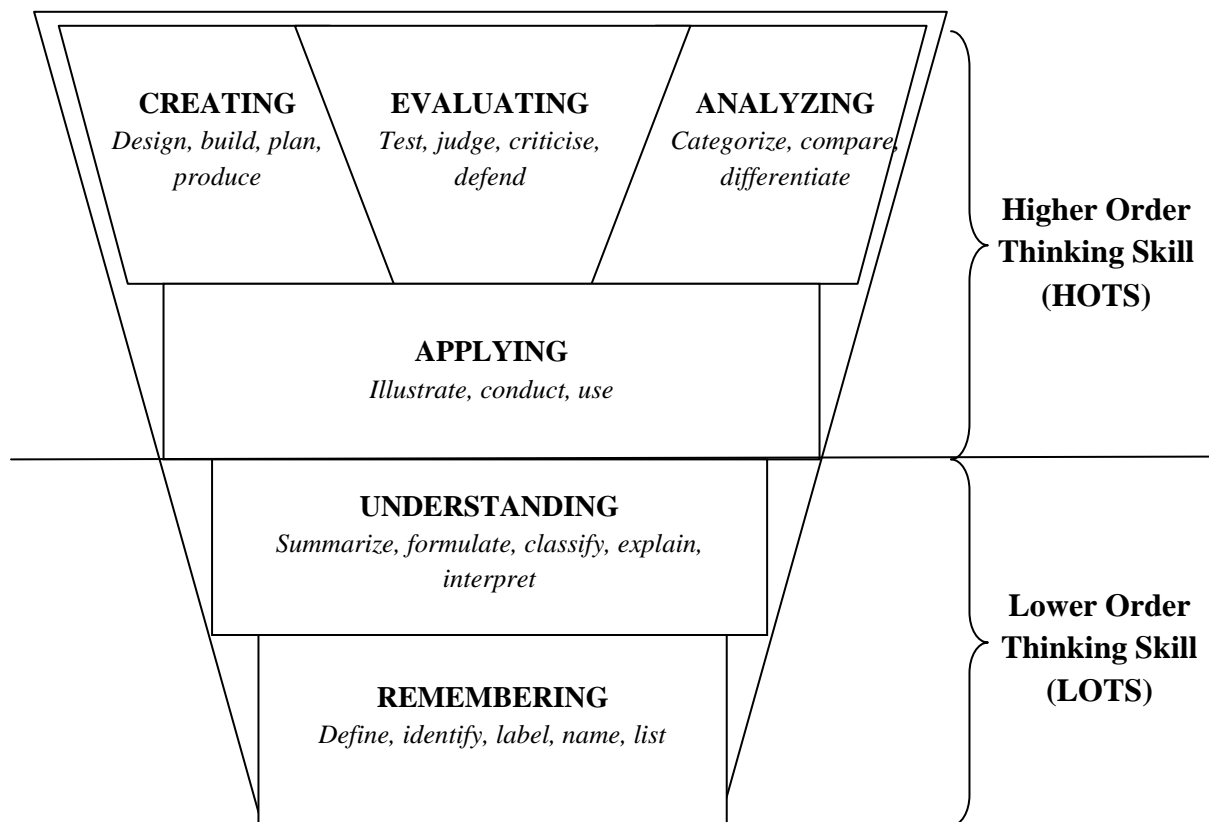 CREATING
Design, build, plan,
produce
EVALUATING
Test, judge, criticise,
defend
ANALYZING
Categorize, compare,
differentiate
Higher Order
Thinking Skill
(HOTS)
APPLYING
Illustrate, conduct, use
UNDERSTANDING
Summarize, formulate, classify, explain,
interpret
Lower Order
Thinking Skill
(LOTS)
REMEMBERING
Define, identify, label, name, list